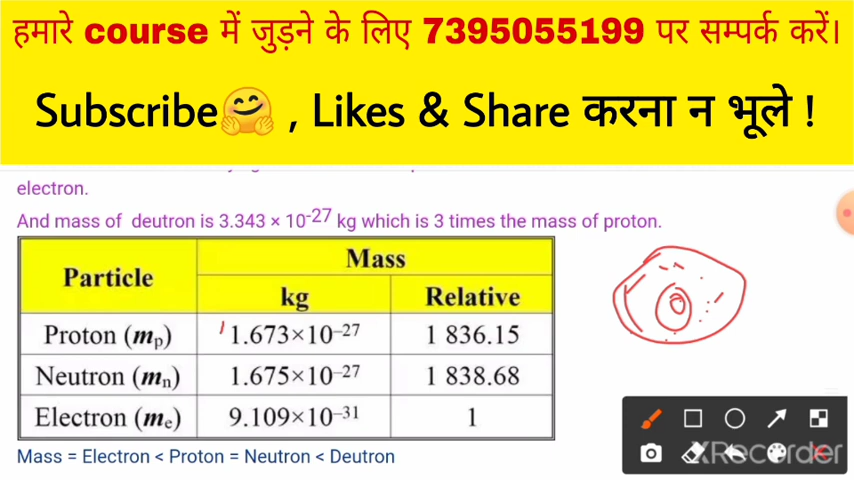 हमारे course में जुड़ने के लिए 7395055199 पर सम्पर्क करें।
Subscribe🤗 , Likes & Share करना न भूले !
electron.
And mass of deutron is 3.343 × 10⁻²⁷ kg which is 3 times the mass of proton.
Particle Mass
kg Relative
Proton (mₚ) 1.673×10⁻²⁷ 1 836.15
Neutron (mₙ) 1.675×10⁻²⁷ 1 838.68
Electron (mₑ) 9.109×10⁻³¹ 1
Mass = Electron < Proton = Neutron < Deutron
XRecorder